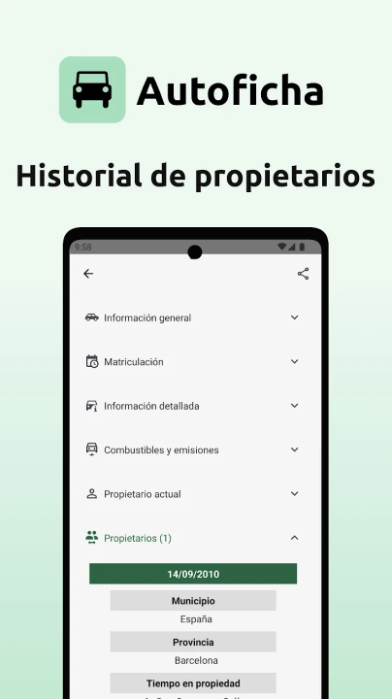 Autoficha
Historial de propietarios
9:58
Información general
Matriculación
Información detallada
Combustibles y emisiones
Propietario actual
Propietarios (1)
14/09/2010
Municipio
España
Provincia
Barcelona
Tiempo en propiedad